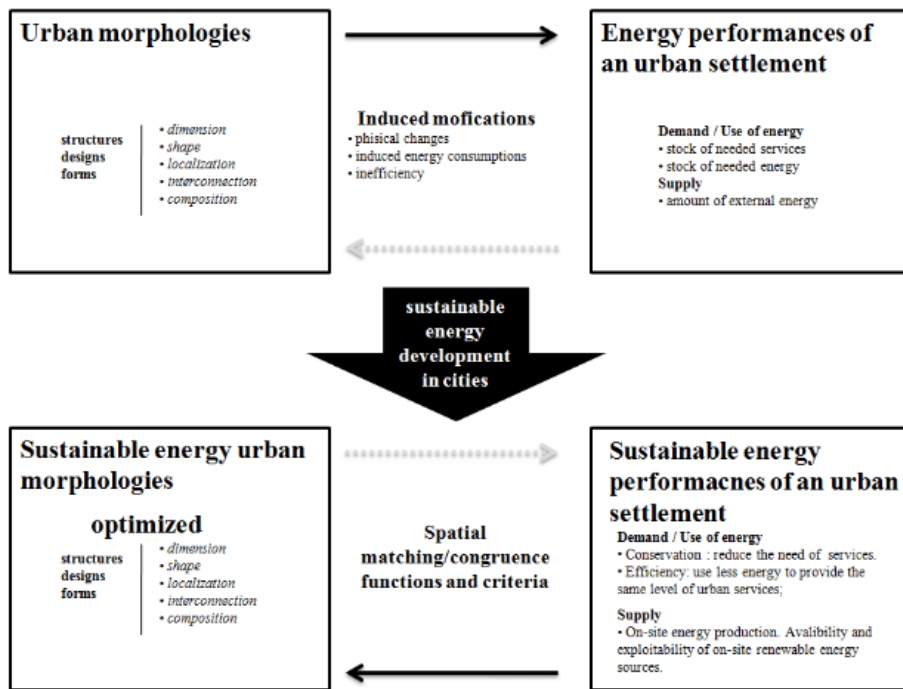 Urban morphologies
structures
designs
forms
• dimension
• shape
• localization
• interconnection
• composition
Induced mofications
• phisical changes
• induced energy consumptions
• inefficiency
Energy performances of
an urban settlement
Demand / Use of energy
• stock of needed services
• stock of needed energy
Supply
• amount of external energy
sustainable
energy
development
in cities
Sustainable energy urban
morphologies
optimized
structures
designs
forms
• dimension
• shape
• localization
• interconnection
• composition
Spatial
matching/congruence
functions and criteria
Sustainable energy
performacnes of an urban
settlement
Demand / Use of energy
• Conservation : reduce the need of services.
• Efficiency: use less energy to provide the
same level of urban services;
Supply
• On-site energy production. Avalibility and
exploitability of on-site renewable energy
sources.